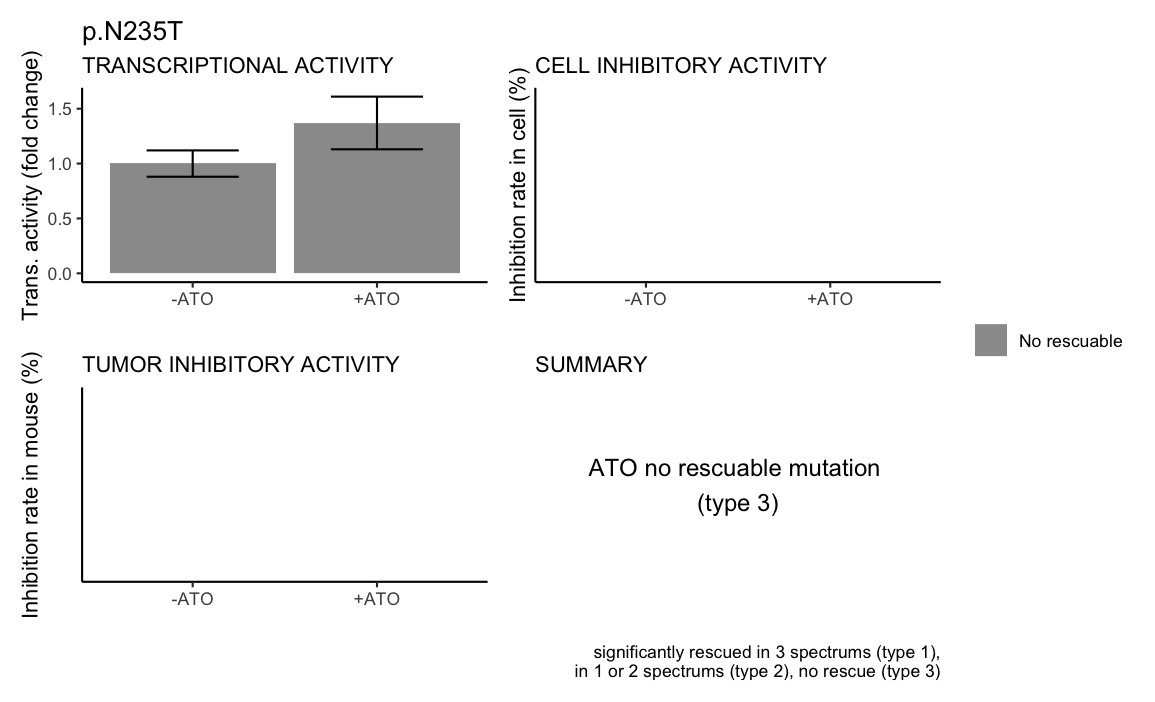 p.N235T
TRANSCRIPTIONAL ACTIVITY
Trans. activity (fold change)
1.5
1.0
0.5
0.0
-ATO
+ATO
CELL INHIBITORY ACTIVITY
Inhibition rate in cell (%)
-ATO
+ATO
No rescuable
TUMOR INHIBITORY ACTIVITY
Inhibition rate in mouse (%)
-ATO
+ATO
SUMMARY
ATO no rescuable mutation
(type 3)
significantly rescued in 3 spectrums (type 1),
in 1 or 2 spectrums (type 2), no rescue (type 3)